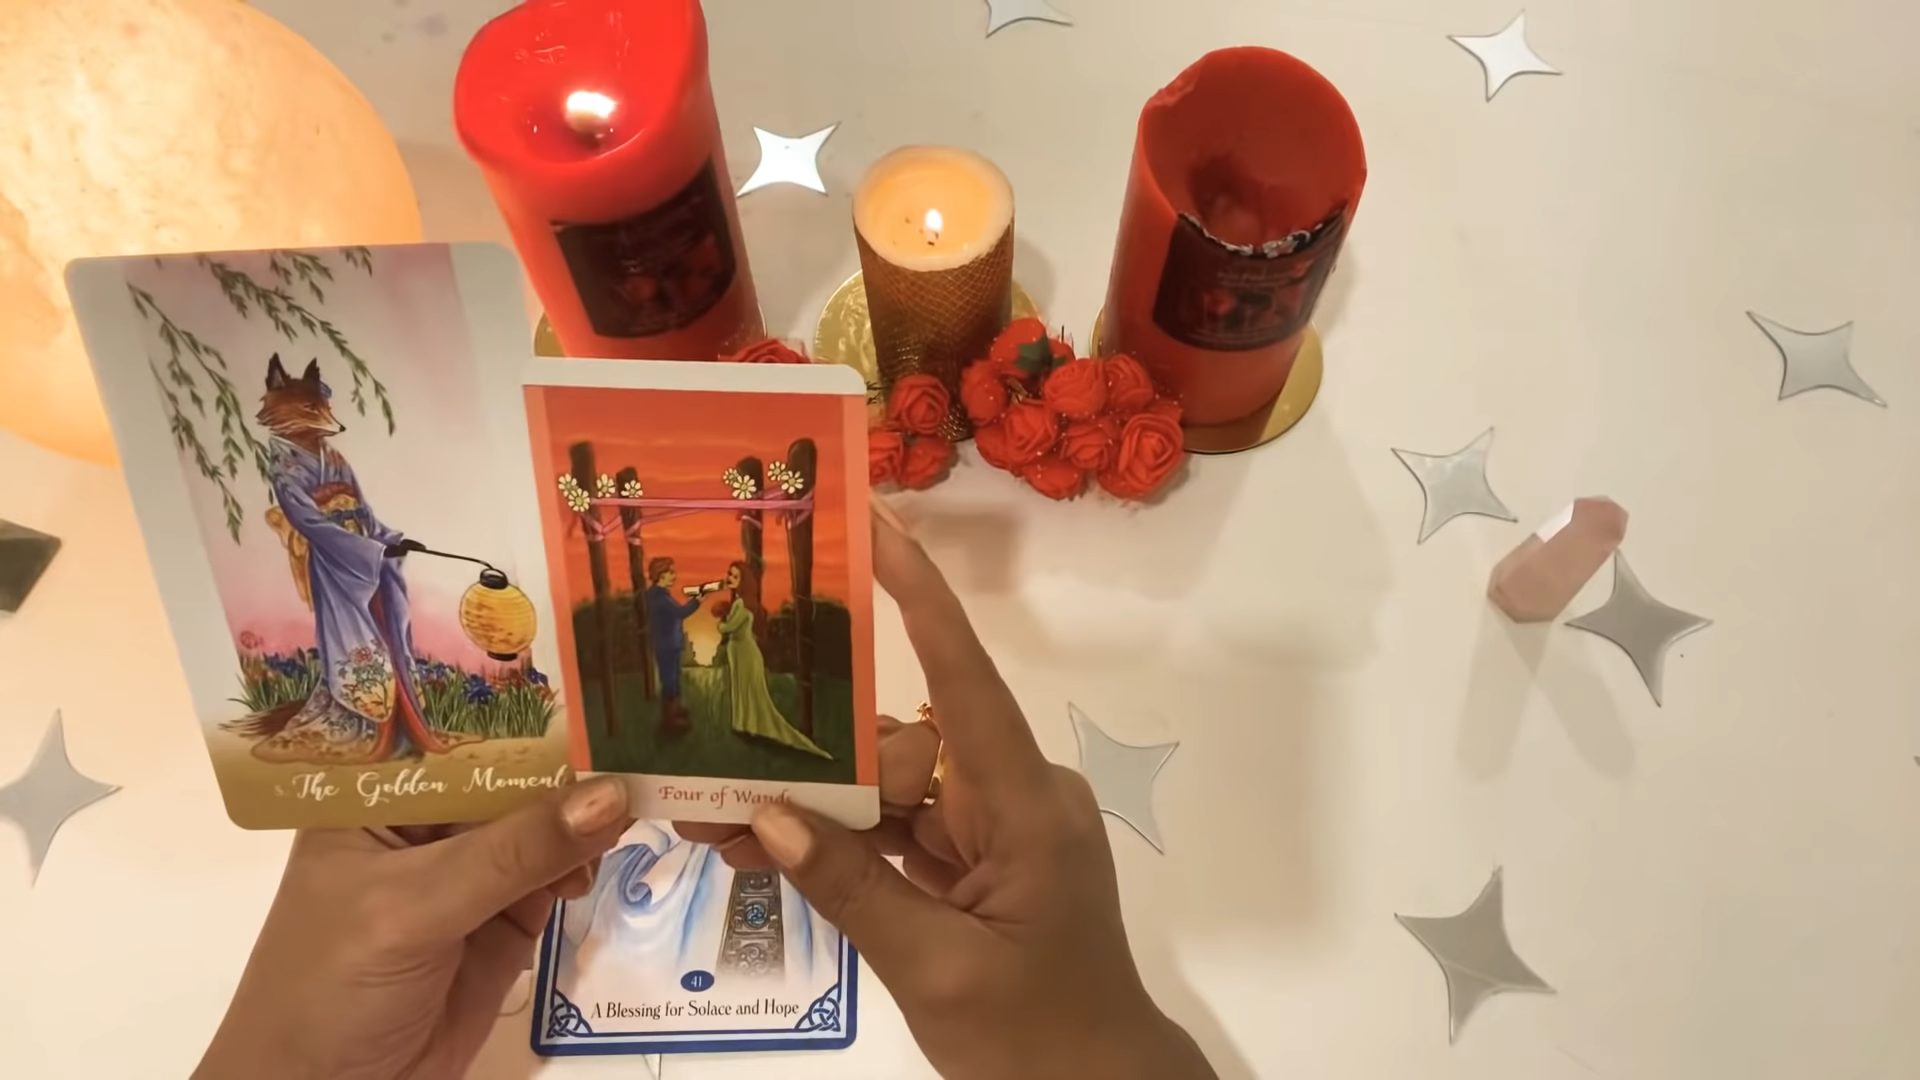 The Golden Moment
Four of Wands
41
A Blessing for Solace and Hope